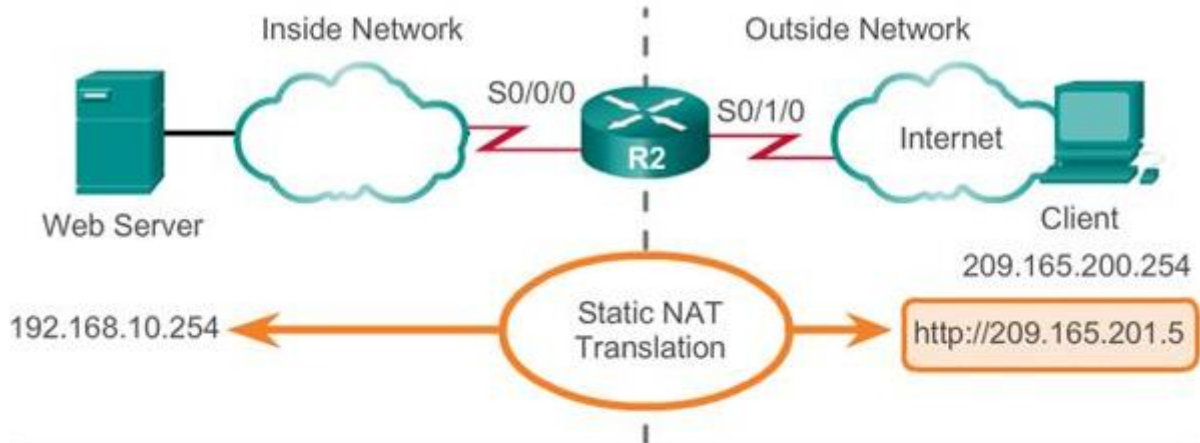 Inside Network
Outside Network
S0/0/0
S0/1/0
R2
Internet
Web Server
Client
209.165.200.254
192.168.10.254
Static NAT
Translation
http://209.165.201.5